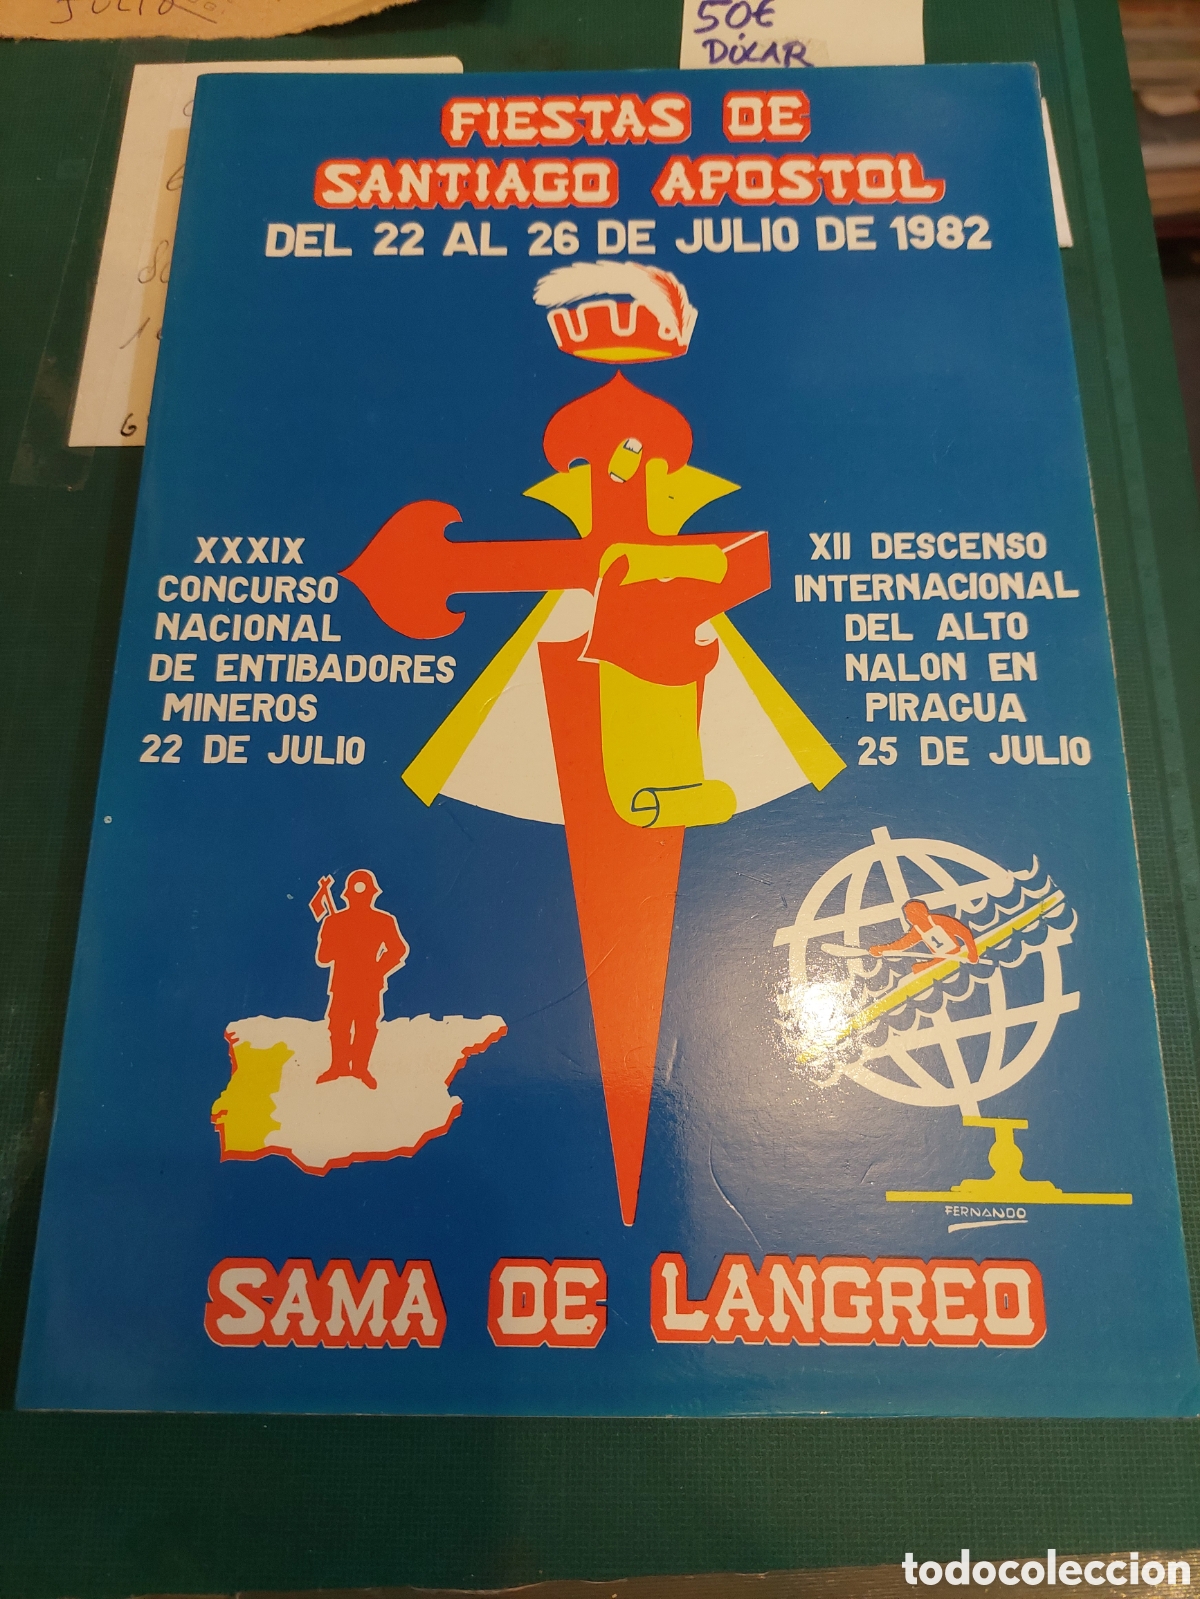 JULIO
50€
DÓLAR
FIESTAS DE
SANTIAGO APOSTOL
DEL 22 AL 26 DE JULIO DE 1982
XXXIX
CONCURSO
NACIONAL
DE ENTIBADORES
MINEROS
22 DE JULIO
XII DESCENSO
INTERNACIONAL
DEL ALTO
NALON EN
PIRAGUA
25 DE JULIO
1
FERNANDO
SAMA DE LANGREO
todocoleccion